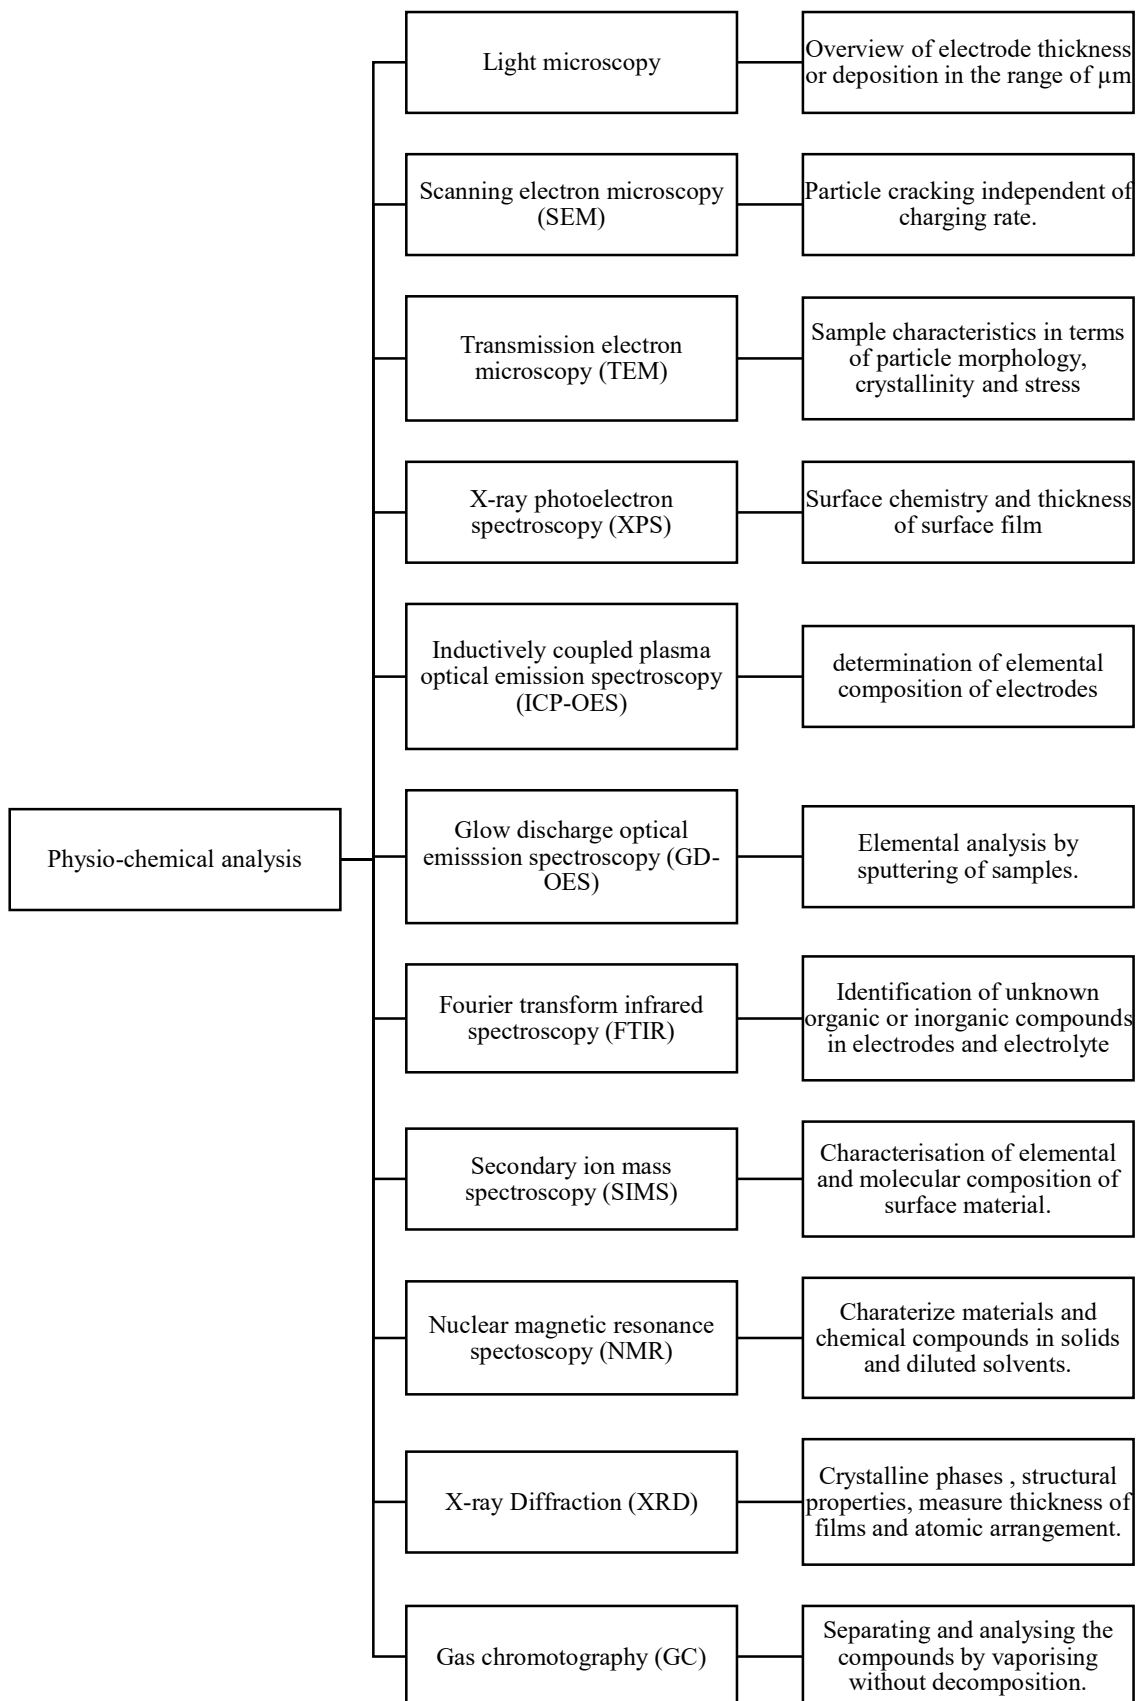 Light microscopy
Overview of electrode thickness
or deposition in the range of µm
Scanning electron microscopy
(SEM)
Particle cracking independent of
charging rate.
Transmission electron
microscopy (TEM)
Sample characteristics in terms
of particle morphology,
crystallinity and stress
X-ray photoelectron
spectroscopy (XPS)
Surface chemistry and thickness
of surface film
Inductively coupled plasma
optical emission spectroscopy
(ICP-OES)
determination of elemental
composition of electrodes
Physio-chemical analysis
Glow discharge optical
emisssion spectroscopy (GD-
OES)
Elemental analysis by
sputtering of samples.
Fourier transform infrared
spectroscopy (FTIR)
Identification of unknown
organic or inorganic compounds
in electrodes and electrolyte
Secondary ion mass
spectroscopy (SIMS)
Characterisation of elemental
and molecular composition of
surface material.
Nuclear magnetic resonance
spectoscopy (NMR)
Charaterize materials and
chemical compounds in solids
and diluted solvents.
X-ray Diffraction (XRD)
Crystalline phases , structural
properties, measure thickness of
films and atomic arrangement.
Gas chromotography (GC)
Separating and analysing the
compounds by vaporising
without decomposition.